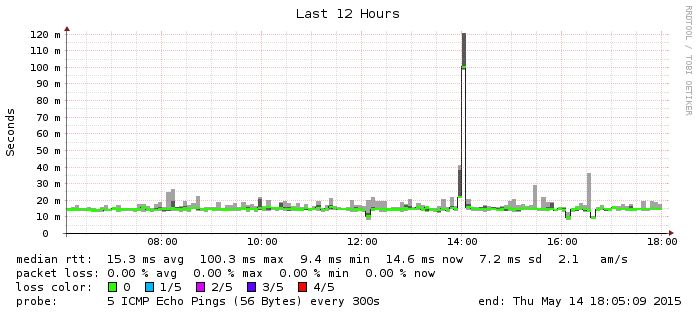 Last 12 Hours
RRDTOOL / TOBI OETIKER
Seconds
120 m
110 m
100 m
90 m
80 m
70 m
60 m
50 m
40 m
30 m
20 m
10 m
0
08:00 10:00 12:00 14:00 16:00 18:00
median rtt: 15.3 ms avg 100.3 ms max 9.4 ms min 14.6 ms now 7.2 ms sd 2.1 am/s
packet loss: 0.00 % avg 0.00 % max 0.00 % min 0.00 % now
loss color: 0 1/5 2/5 3/5 4/5
probe: 5 ICMP Echo Pings (56 Bytes) every 300s end: Thu May 14 18:05:09 2015